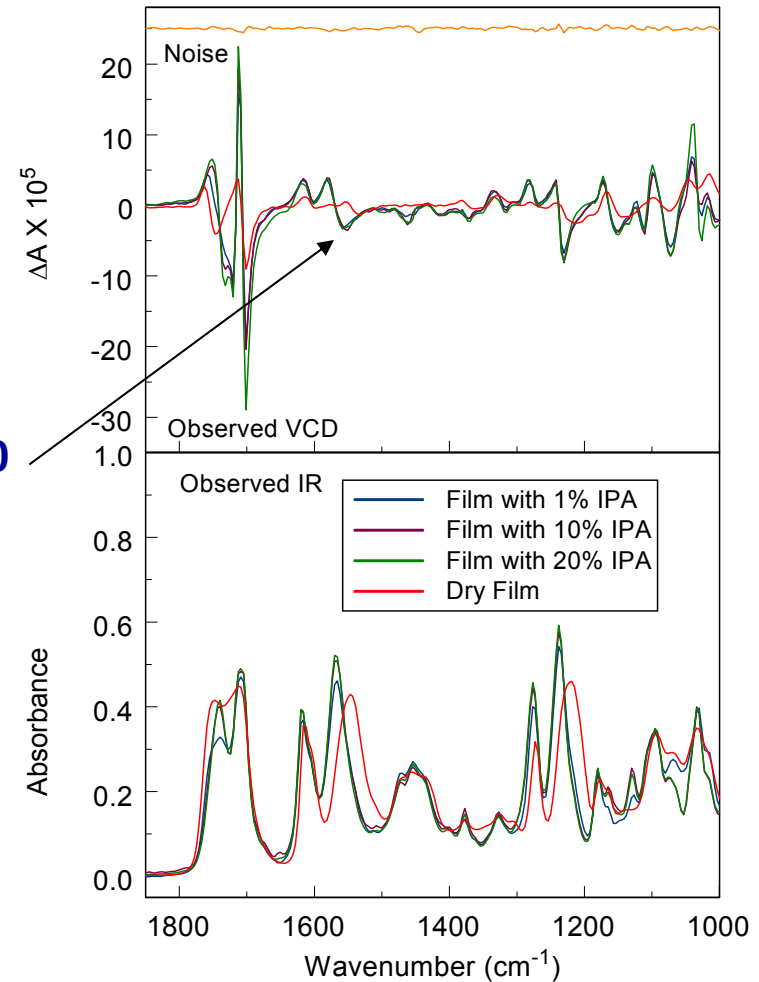 Noise
20
10
0
-10
-20
-30
ΔA X 10⁵
Observed VCD
0
1.0
Observed IR
Film with 1% IPA
Film with 10% IPA
Film with 20% IPA
Dry Film
0.8
0.6
0.4
0.2
0.0
Absorbance
1800 1600 1400 1200 1000
Wavenumber (cm⁻¹)